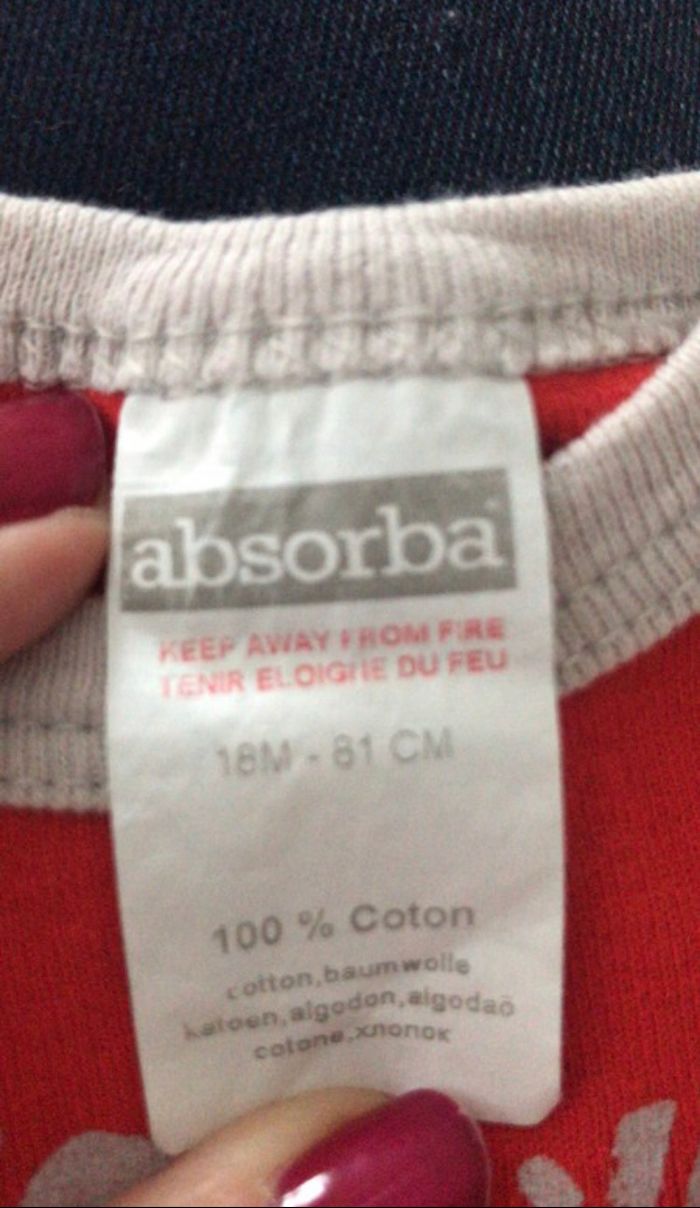 absorba
KEEP AWAY FROM FIRE
TENIR ELOIGNE DU FEU
18M - 81 CM
100 % Coton
cotton,baumwolle
katoen,algodon,algodaõ
cotone,хлопок